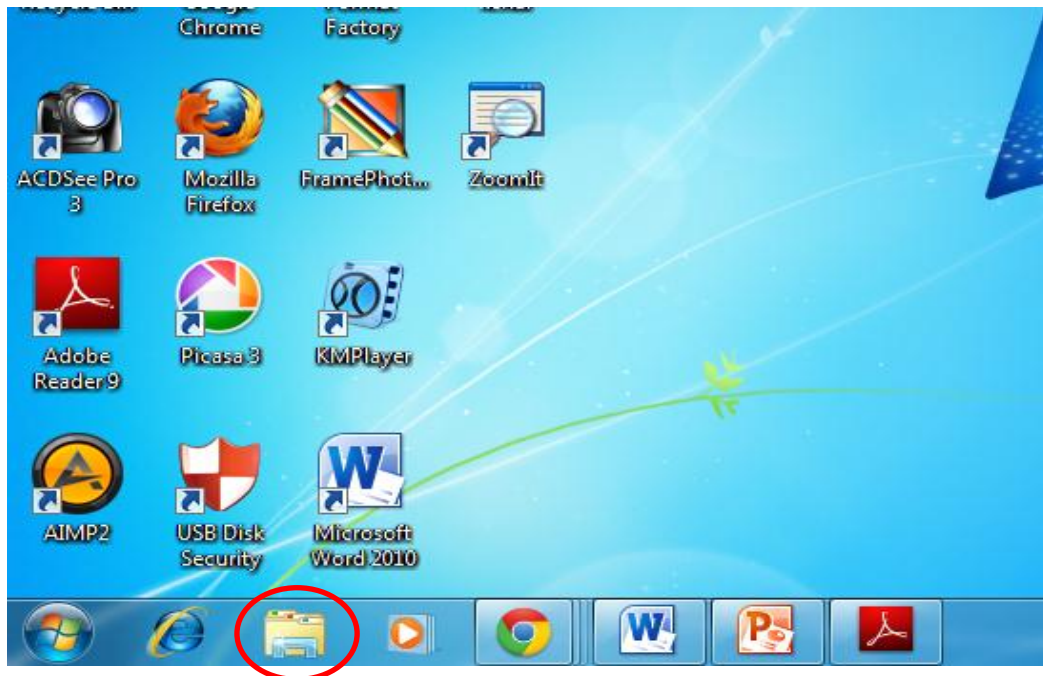 Chrome
Factory
ACDSee Pro
3
Mozilla
Firefox
FramePhot...
ZoomIt
Adobe
Reader 9
Picasa 3
KMPlayer
AIMP2
USB Disk
Security
Microsoft
Word 2010